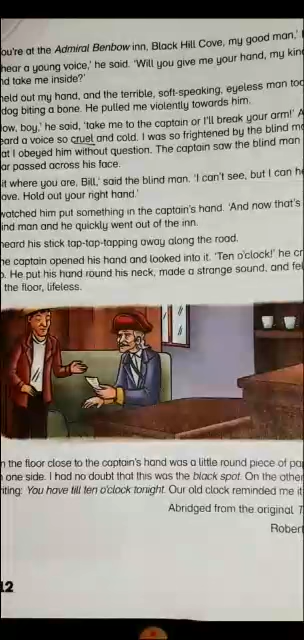 ou're at the Admiral Benbow inn, Black Hill Cove, my good man,'
hear a young voice,' he said. 'Will you give me your hand, my kin
nd take me inside?'
held out my hand, and the terrible, soft-speaking, eyeless man too
dog biting a bone. He pulled me violently towards him.
low, boy,' he said, 'take me to the captain or I'll break your arm!' A
eard a voice so cruel and cold. I was so frightened by the blind m
at I obeyed him without question. The captain saw the blind man
ar passed across his face.
it where you are, Bill,' said the blind man. 'I can't see, but I can he
ove. Hold out your right hand.'
watched him put something in the captain's hand. 'And now that's
ind man and he quickly went out of the inn.
heard his stick tap-tap-tapping away along the road.
he captain opened his hand and looked into it. 'Ten o'clock!' he cr
. He put his hand round his neck, made a strange sound, and fel
the floor, lifeless.
n the floor close to the captain's hand was a little round piece of pa
one side. I had no doubt that this was the black spot. On the other
iting: You have till ten o'clock tonight. Our old clock reminded me it
Abridged from the original T
Robert
12